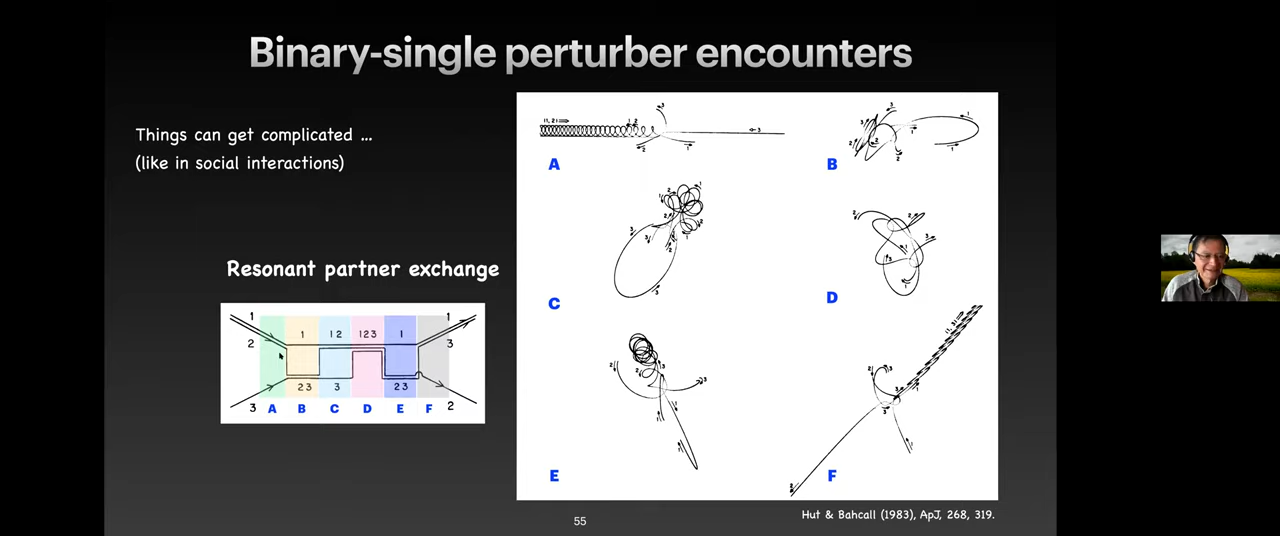 Binary-single perturber encounters
Things can get complicated ...
(like in social interactions)
Resonant partner exchange
1
2
3
1
2 3
1 2
3
1 2 3
1
2 3
1
3
2
A B C D E F
A
B
C
D
E
F
Hut & Bahcall (1983), ApJ, 268, 319.
55